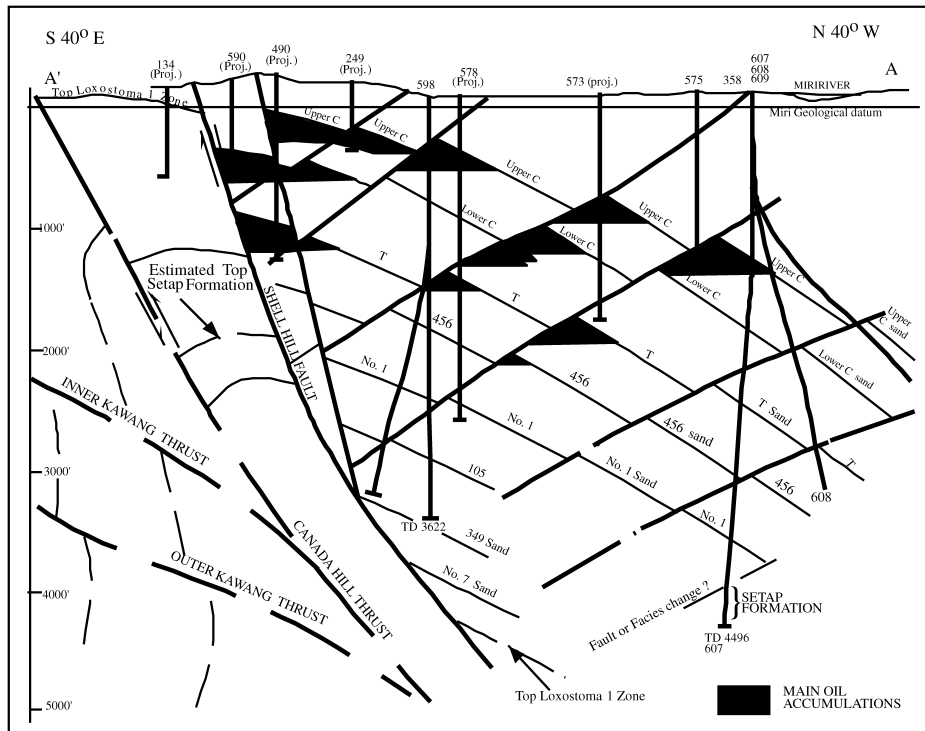 S 40° E
N 40° W
A'
A
134
(Proj.)
590
(Proj.)
490
(Proj.)
249
(Proj.)
598
578
(Proj.)
573 (proj.)
575
358
607
608
609
MIRIRIVER
Miri Geological datum
Top Loxostoma 1 Zone
Upper C
Upper C
Upper C
Upper C
Upper C
Lower C
Lower C
Lower C
Upper
C sand
Lower C sand
1000'
2000'
3000'
4000'
5000'
Estimated Top
Setap Formation
SHELL HILL FAULT
T
T
T
T Sand
T
456
456
456 sand
456
No. 1
No. 1
No. 1 Sand
No. 1
105
349 Sand
No. 7 Sand
INNER KAWANG THRUST
OUTER KAWANG THRUST
CANADA HILL THRUST
TD 3622
608
Fault or Facies change ?
SETAP
FORMATION
TD 4496
607
Top Loxostoma 1 Zone
MAIN OIL
ACCUMULATIONS